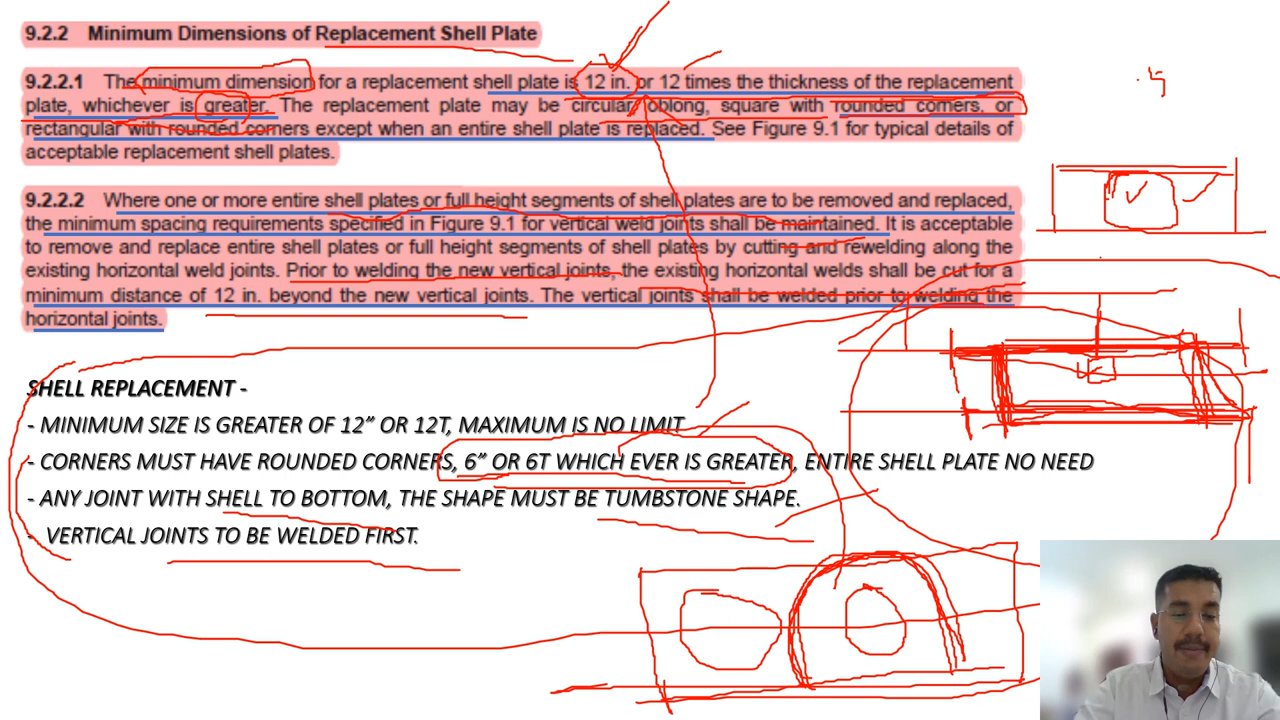 9.2.2 Minimum Dimensions of Replacement Shell Plate
9.2.2.1 The minimum dimension for a replacement shell plate is 12 in. or 12 times the thickness of the replacement
plate, whichever is greater. The replacement plate may be circular, oblong, square with rounded corners, or
rectangular with rounded corners except when an entire shell plate is replaced. See Figure 9.1 for typical details of
acceptable replacement shell plates.
9.2.2.2 Where one or more entire shell plates or full height segments of shell plates are to be removed and replaced,
the minimum spacing requirements specified in Figure 9.1 for vertical weld joints shall be maintained. It is acceptable
to remove and replace entire shell plates or full height segments of shell plates by cutting and rewelding along the
existing horizontal weld joints. Prior to welding the new vertical joints, the existing horizontal welds shall be cut for a
minimum distance of 12 in. beyond the new vertical joints. The vertical joints shall be welded prior to welding the
horizontal joints.
SHELL REPLACEMENT -
- MINIMUM SIZE IS GREATER OF 12” OR 12T, MAXIMUM IS NO LIMIT
- CORNERS MUST HAVE ROUNDED CORNERS, 6” OR 6T WHICH EVER IS GREATER, ENTIRE SHELL PLATE NO NEED
- ANY JOINT WITH SHELL TO BOTTOM, THE SHAPE MUST BE TUMBSTONE SHAPE.
- VERTICAL JOINTS TO BE WELDED FIRST.